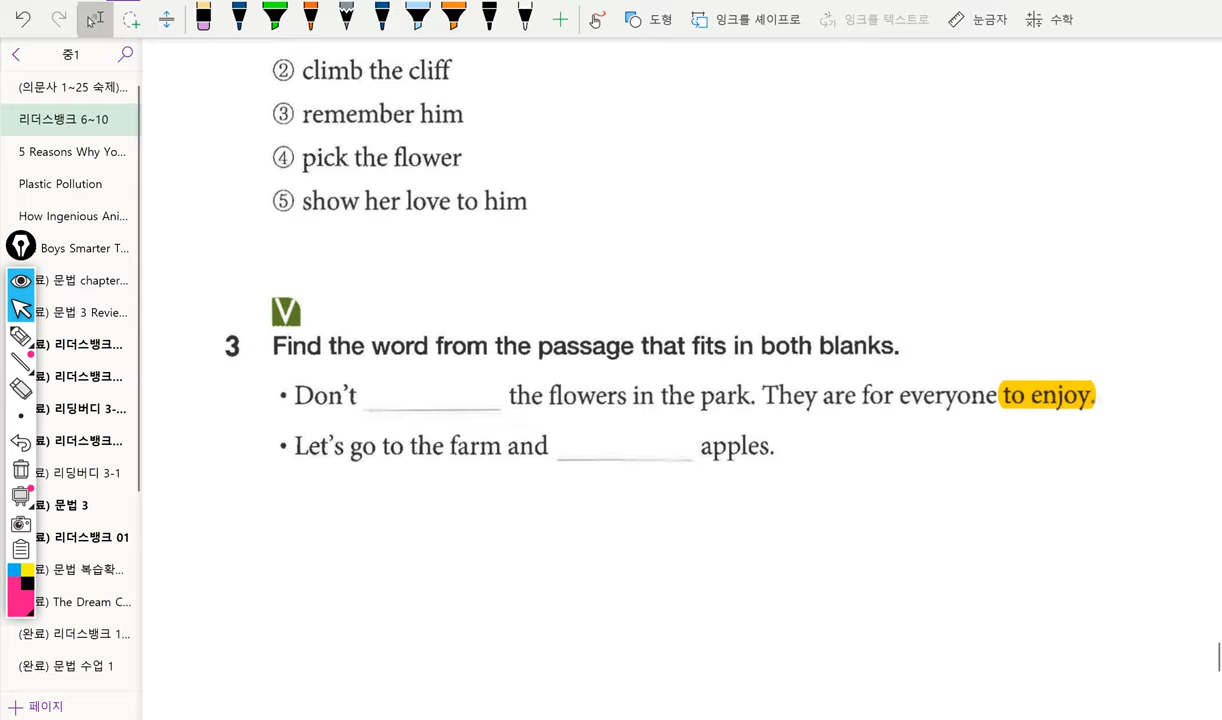 도형
잉크를 셰이프로
잉크를 텍스트로
눈금자
수학
중1
(의문사 1~25 숙제)...
리더스뱅크 6~10
5 Reasons Why Yo...
Plastic Pollution
How Ingenious Ani...
Boys Smarter T...
료) 문법 chapter...
료) 문법 3 Revie...
료) 리더스뱅크...
료) 리더스뱅크...
료) 리딩버디 3-...
료) 리더스뱅크...
료) 리딩버디 3-1
료) 문법 3
료) 리더스뱅크 01
료) 문법 복습확...
료) The Dream C...
(완료) 리더스뱅크 1...
(완료) 문법 수업 1
페이지
② climb the cliff
③ remember him
④ pick the flower
⑤ show her love to him
V
3 Find the word from the passage that fits in both blanks.
• Don't ________ the flowers in the park. They are for everyone to enjoy.
• Let's go to the farm and ________ apples.